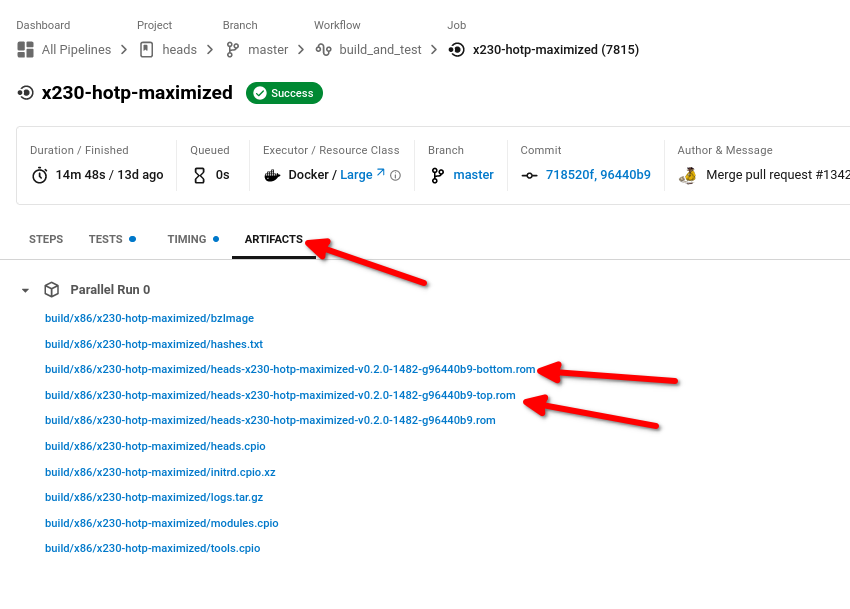 Dashboard Project Branch Workflow Job
All Pipelines heads master build_and_test x230-hotp-maximized (7815)
x230-hotp-maximized Success
Duration / Finished Queued Executor / Resource Class Branch Commit Author & Message
14m 48s / 13d ago 0s Docker / Large master 718520f, 96440b9 Merge pull request #1342
STEPS TESTS TIMING ARTIFACTS
Parallel Run 0
build/x86/x230-hotp-maximized/bzImage
build/x86/x230-hotp-maximized/hashes.txt
build/x86/x230-hotp-maximized/heads-x230-hotp-maximized-v0.2.0-1482-g96440b9-bottom.rom
build/x86/x230-hotp-maximized/heads-x230-hotp-maximized-v0.2.0-1482-g96440b9-top.rom
build/x86/x230-hotp-maximized/heads-x230-hotp-maximized-v0.2.0-1482-g96440b9.rom
build/x86/x230-hotp-maximized/heads.cpio
build/x86/x230-hotp-maximized/initrd.cpio.xz
build/x86/x230-hotp-maximized/logs.tar.gz
build/x86/x230-hotp-maximized/modules.cpio
build/x86/x230-hotp-maximized/tools.cpio